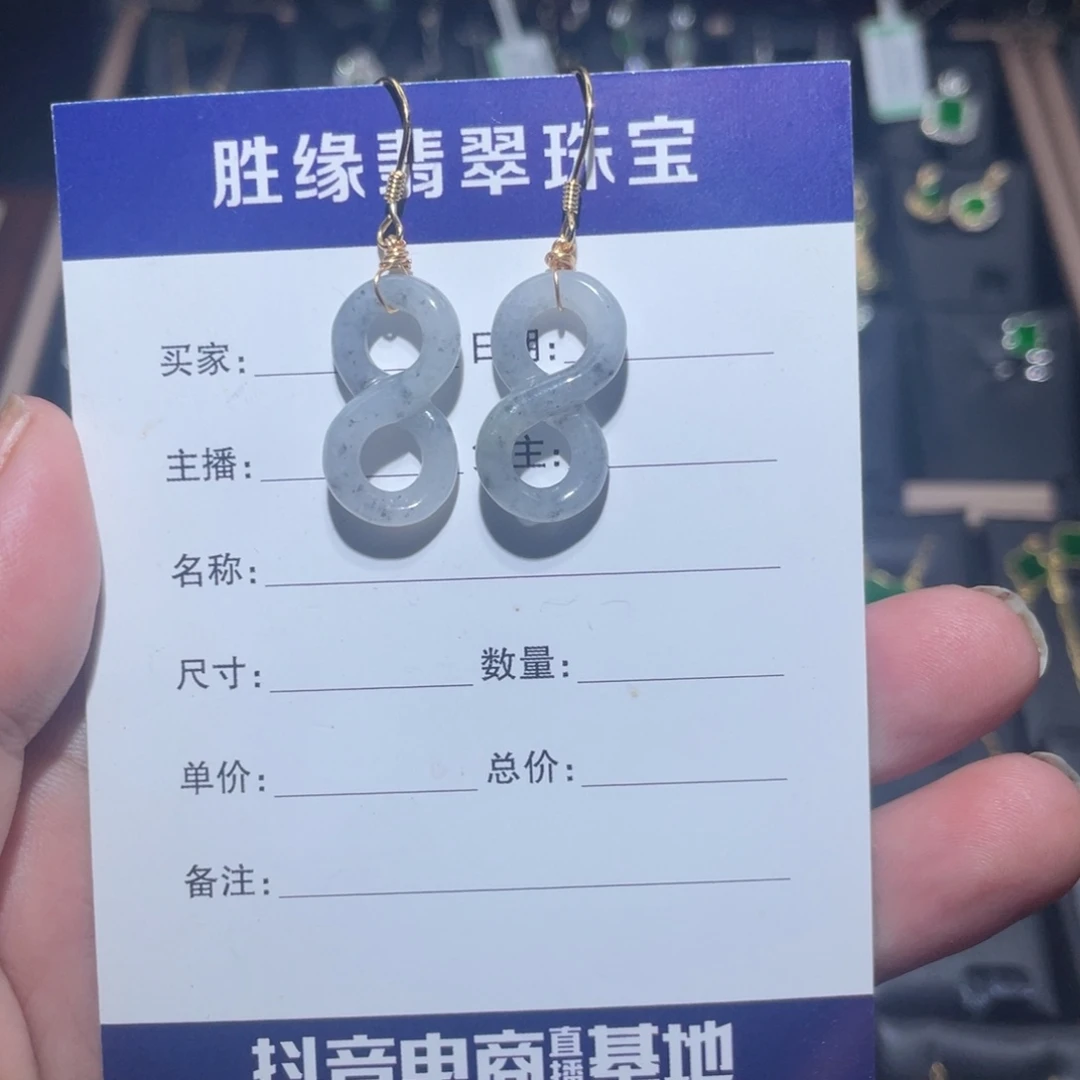 胜缘翡翠珠宝
买家: 日期:
主播: 主:
名称:
尺寸: 数量:
单价: 总价:
备注:
抖音电商直播基地